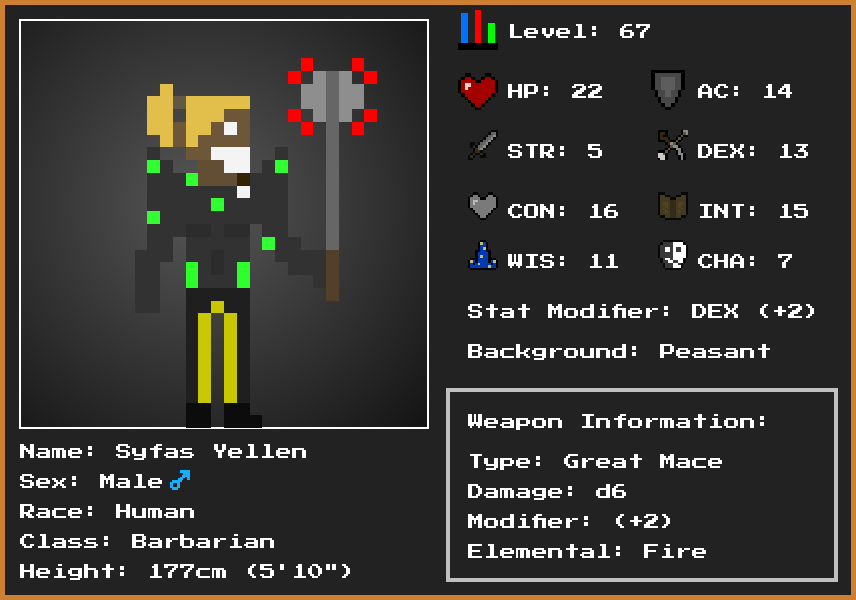 Level: 67
HP: 22
AC: 14
STR: 5
DEX: 13
CON: 16
INT: 15
WIS: 11
CHA: 7
Stat Modifier: DEX (+2)
Background: Peasant
Name: Syfas Yellen
Sex: Male ♂
Race: Human
Class: Barbarian
Height: 177cm (5'10")
Weapon Information:
Type: Great Mace
Damage: d6
Modifier: (+2)
Elemental: Fire